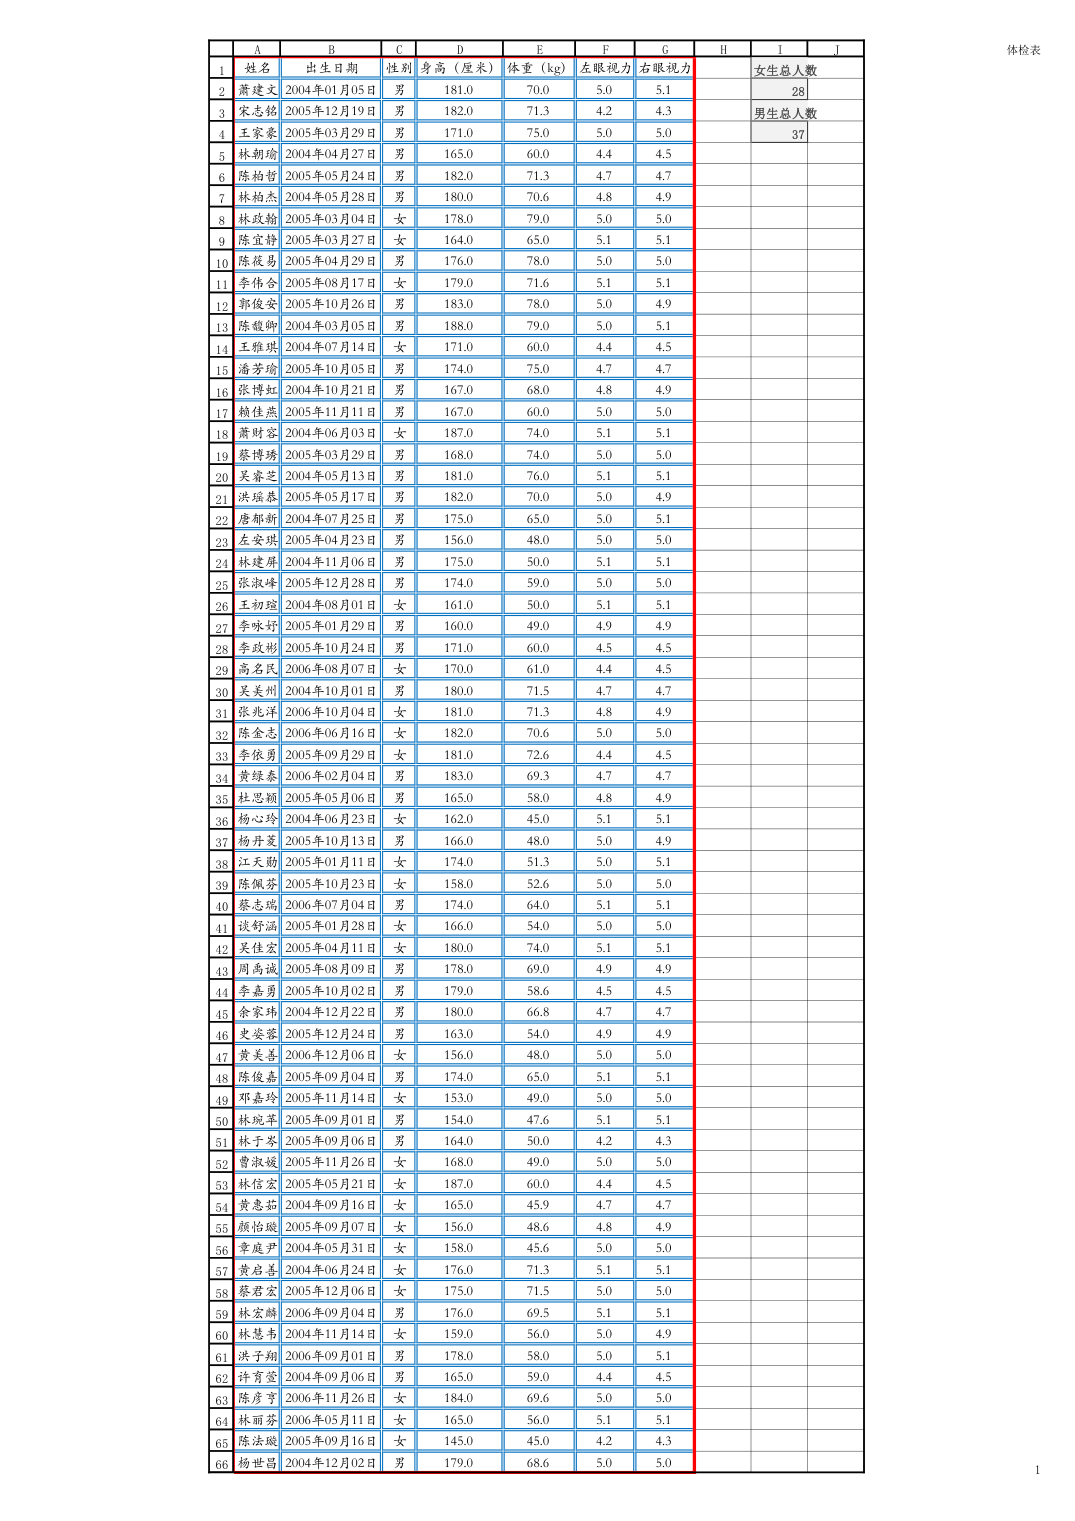 体检表
A B C D E F G H I J
1 姓名 出生日期 性别 身高（厘米） 体重（kg） 左眼视力 右眼视力 女生总人数
2 萧建文 2004年01月05日 男 181.0 70.0 5.0 5.1 28
3 宋志铭 2005年12月19日 男 182.0 71.3 4.2 4.3 男生总人数
4 王家豪 2005年03月29日 男 171.0 75.0 5.0 5.0 37
5 林朝瑜 2004年04月27日 男 165.0 60.0 4.4 4.5
6 陈柏哲 2005年05月24日 男 182.0 71.3 4.7 4.7
7 林柏杰 2004年05月28日 男 180.0 70.6 4.8 4.9
8 林政翰 2005年03月04日 女 178.0 79.0 5.0 5.0
9 陈宜静 2005年03月27日 女 164.0 65.0 5.1 5.1
10 陈筱易 2005年04月29日 男 176.0 78.0 5.0 5.0
11 李伟合 2005年08月17日 女 179.0 71.6 5.1 5.1
12 郭俊安 2005年10月26日 男 183.0 78.0 5.0 4.9
13 陈馥卿 2004年03月05日 男 188.0 79.0 5.0 5.1
14 王雅琪 2004年07月14日 女 171.0 60.0 4.4 4.5
15 潘芳瑜 2005年10月05日 男 174.0 75.0 4.7 4.7
16 张博虹 2004年10月21日 男 167.0 68.0 4.8 4.9
17 赖佳燕 2005年11月11日 男 167.0 60.0 5.0 5.0
18 萧财容 2004年06月03日 女 187.0 74.0 5.1 5.1
19 蔡博琇 2005年03月29日 男 168.0 74.0 5.0 5.0
20 吴睿芝 2004年05月13日 男 181.0 76.0 5.1 5.1
21 洪瑶恭 2005年05月17日 男 182.0 70.0 5.0 4.9
22 唐郁新 2004年07月25日 男 175.0 65.0 5.0 5.1
23 左安琪 2005年04月23日 男 156.0 48.0 5.0 5.0
24 林建屏 2004年11月06日 男 175.0 50.0 5.1 5.1
25 张淑峰 2005年12月28日 男 174.0 59.0 5.0 5.0
26 王初瑄 2004年08月01日 女 161.0 50.0 5.1 5.1
27 李咏妤 2005年01月29日 男 160.0 49.0 4.9 4.9
28 李政彬 2005年10月24日 男 171.0 60.0 4.5 4.5
29 高名民 2006年08月07日 女 170.0 61.0 4.4 4.5
30 吴美州 2004年10月01日 男 180.0 71.5 4.7 4.7
31 张兆洋 2006年10月04日 女 181.0 71.3 4.8 4.9
32 陈金志 2006年06月16日 女 182.0 70.6 5.0 5.0
33 李依勇 2005年09月29日 女 181.0 72.6 4.4 4.5
34 黄绿泰 2006年02月04日 男 183.0 69.3 4.7 4.7
35 杜思颖 2005年05月06日 男 165.0 58.0 4.8 4.9
36 杨心玲 2004年06月23日 女 162.0 45.0 5.1 5.1
37 杨丹菱 2005年10月13日 男 166.0 48.0 5.0 4.9
38 江天勋 2005年01月11日 女 174.0 51.3 5.0 5.1
39 陈佩芬 2005年10月23日 女 158.0 52.6 5.0 5.0
40 蔡志瑞 2006年07月04日 男 174.0 64.0 5.1 5.1
41 谈舒涵 2005年01月28日 女 166.0 54.0 5.0 5.0
42 吴佳宏 2005年04月11日 女 180.0 74.0 5.1 5.1
43 周禹诚 2005年08月09日 男 178.0 69.0 4.9 4.9
44 李嘉勇 2005年10月02日 男 179.0 58.6 4.5 4.5
45 余家玮 2004年12月22日 男 180.0 66.8 4.7 4.7
46 史姿蓉 2005年12月24日 男 163.0 54.0 4.9 4.9
47 黄美善 2006年12月06日 女 156.0 48.0 5.0 5.0
48 陈俊嘉 2005年09月04日 男 174.0 65.0 5.1 5.1
49 邓嘉玲 2005年11月14日 女 153.0 49.0 5.0 5.0
50 林琬苹 2005年09月01日 男 154.0 47.6 5.1 5.1
51 林于岑 2005年09月06日 男 164.0 50.0 4.2 4.3
52 曹淑媛 2005年11月26日 女 168.0 49.0 5.0 5.0
53 林信宏 2005年05月21日 女 187.0 60.0 4.4 4.5
54 黄惠茹 2004年09月16日 女 165.0 45.9 4.7 4.7
55 颜怡璇 2005年09月07日 女 156.0 48.6 4.8 4.9
56 章庭尹 2004年05月31日 女 158.0 45.6 5.0 5.0
57 黄启善 2004年06月24日 女 176.0 71.3 5.1 5.1
58 蔡君宏 2005年12月06日 女 175.0 71.5 5.0 5.0
59 林宏麟 2006年09月04日 男 176.0 69.5 5.1 5.1
60 林慧韦 2004年11月14日 女 159.0 56.0 5.0 4.9
61 洪子翔 2006年09月01日 男 178.0 58.0 5.0 5.1
62 许育萱 2004年09月06日 男 165.0 59.0 4.4 4.5
63 陈彦亨 2006年11月26日 女 184.0 69.6 5.0 5.0
64 林丽芬 2006年05月11日 女 165.0 56.0 5.1 5.1
65 陈法璇 2005年09月16日 女 145.0 45.0 4.2 4.3
66 杨世昌 2004年12月02日 男 179.0 68.6 5.0 5.0
1